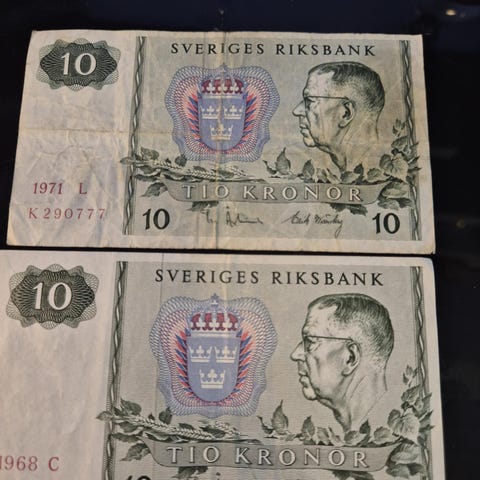 SVERIGES RIKSBANK
10
1971 L
K 290777
TIO KRONOR
10
10
SVERIGES RIKSBANK
10
1968 C
TIO KRONOR